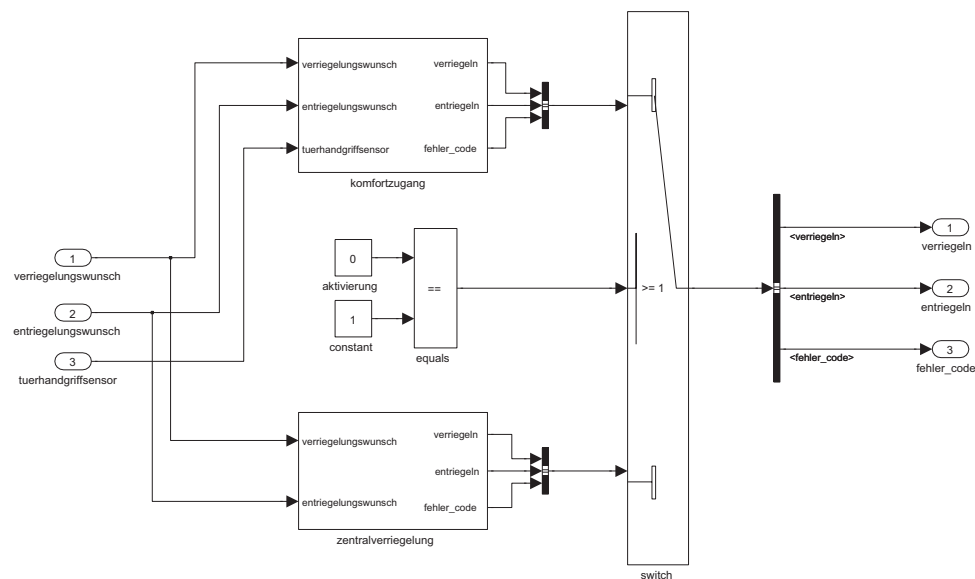 verriegelungswunsch
verriegeln
entriegelungswunsch
entriegeln
tuerhandgriffsensor
fehler_code
komfortzugang
0
aktivierung
==
>= 1
1
constant
equals
1
verriegelungswunsch
2
entriegelungswunsch
3
tuerhandgriffsensor
<verriegeln>
1
verriegeln
<entriegeln>
2
entriegeln
<fehler_code>
3
fehler_code
verriegelungswunsch
verriegeln
entriegeln
entriegelungswunsch
fehler_code
zentralverriegelung
switch